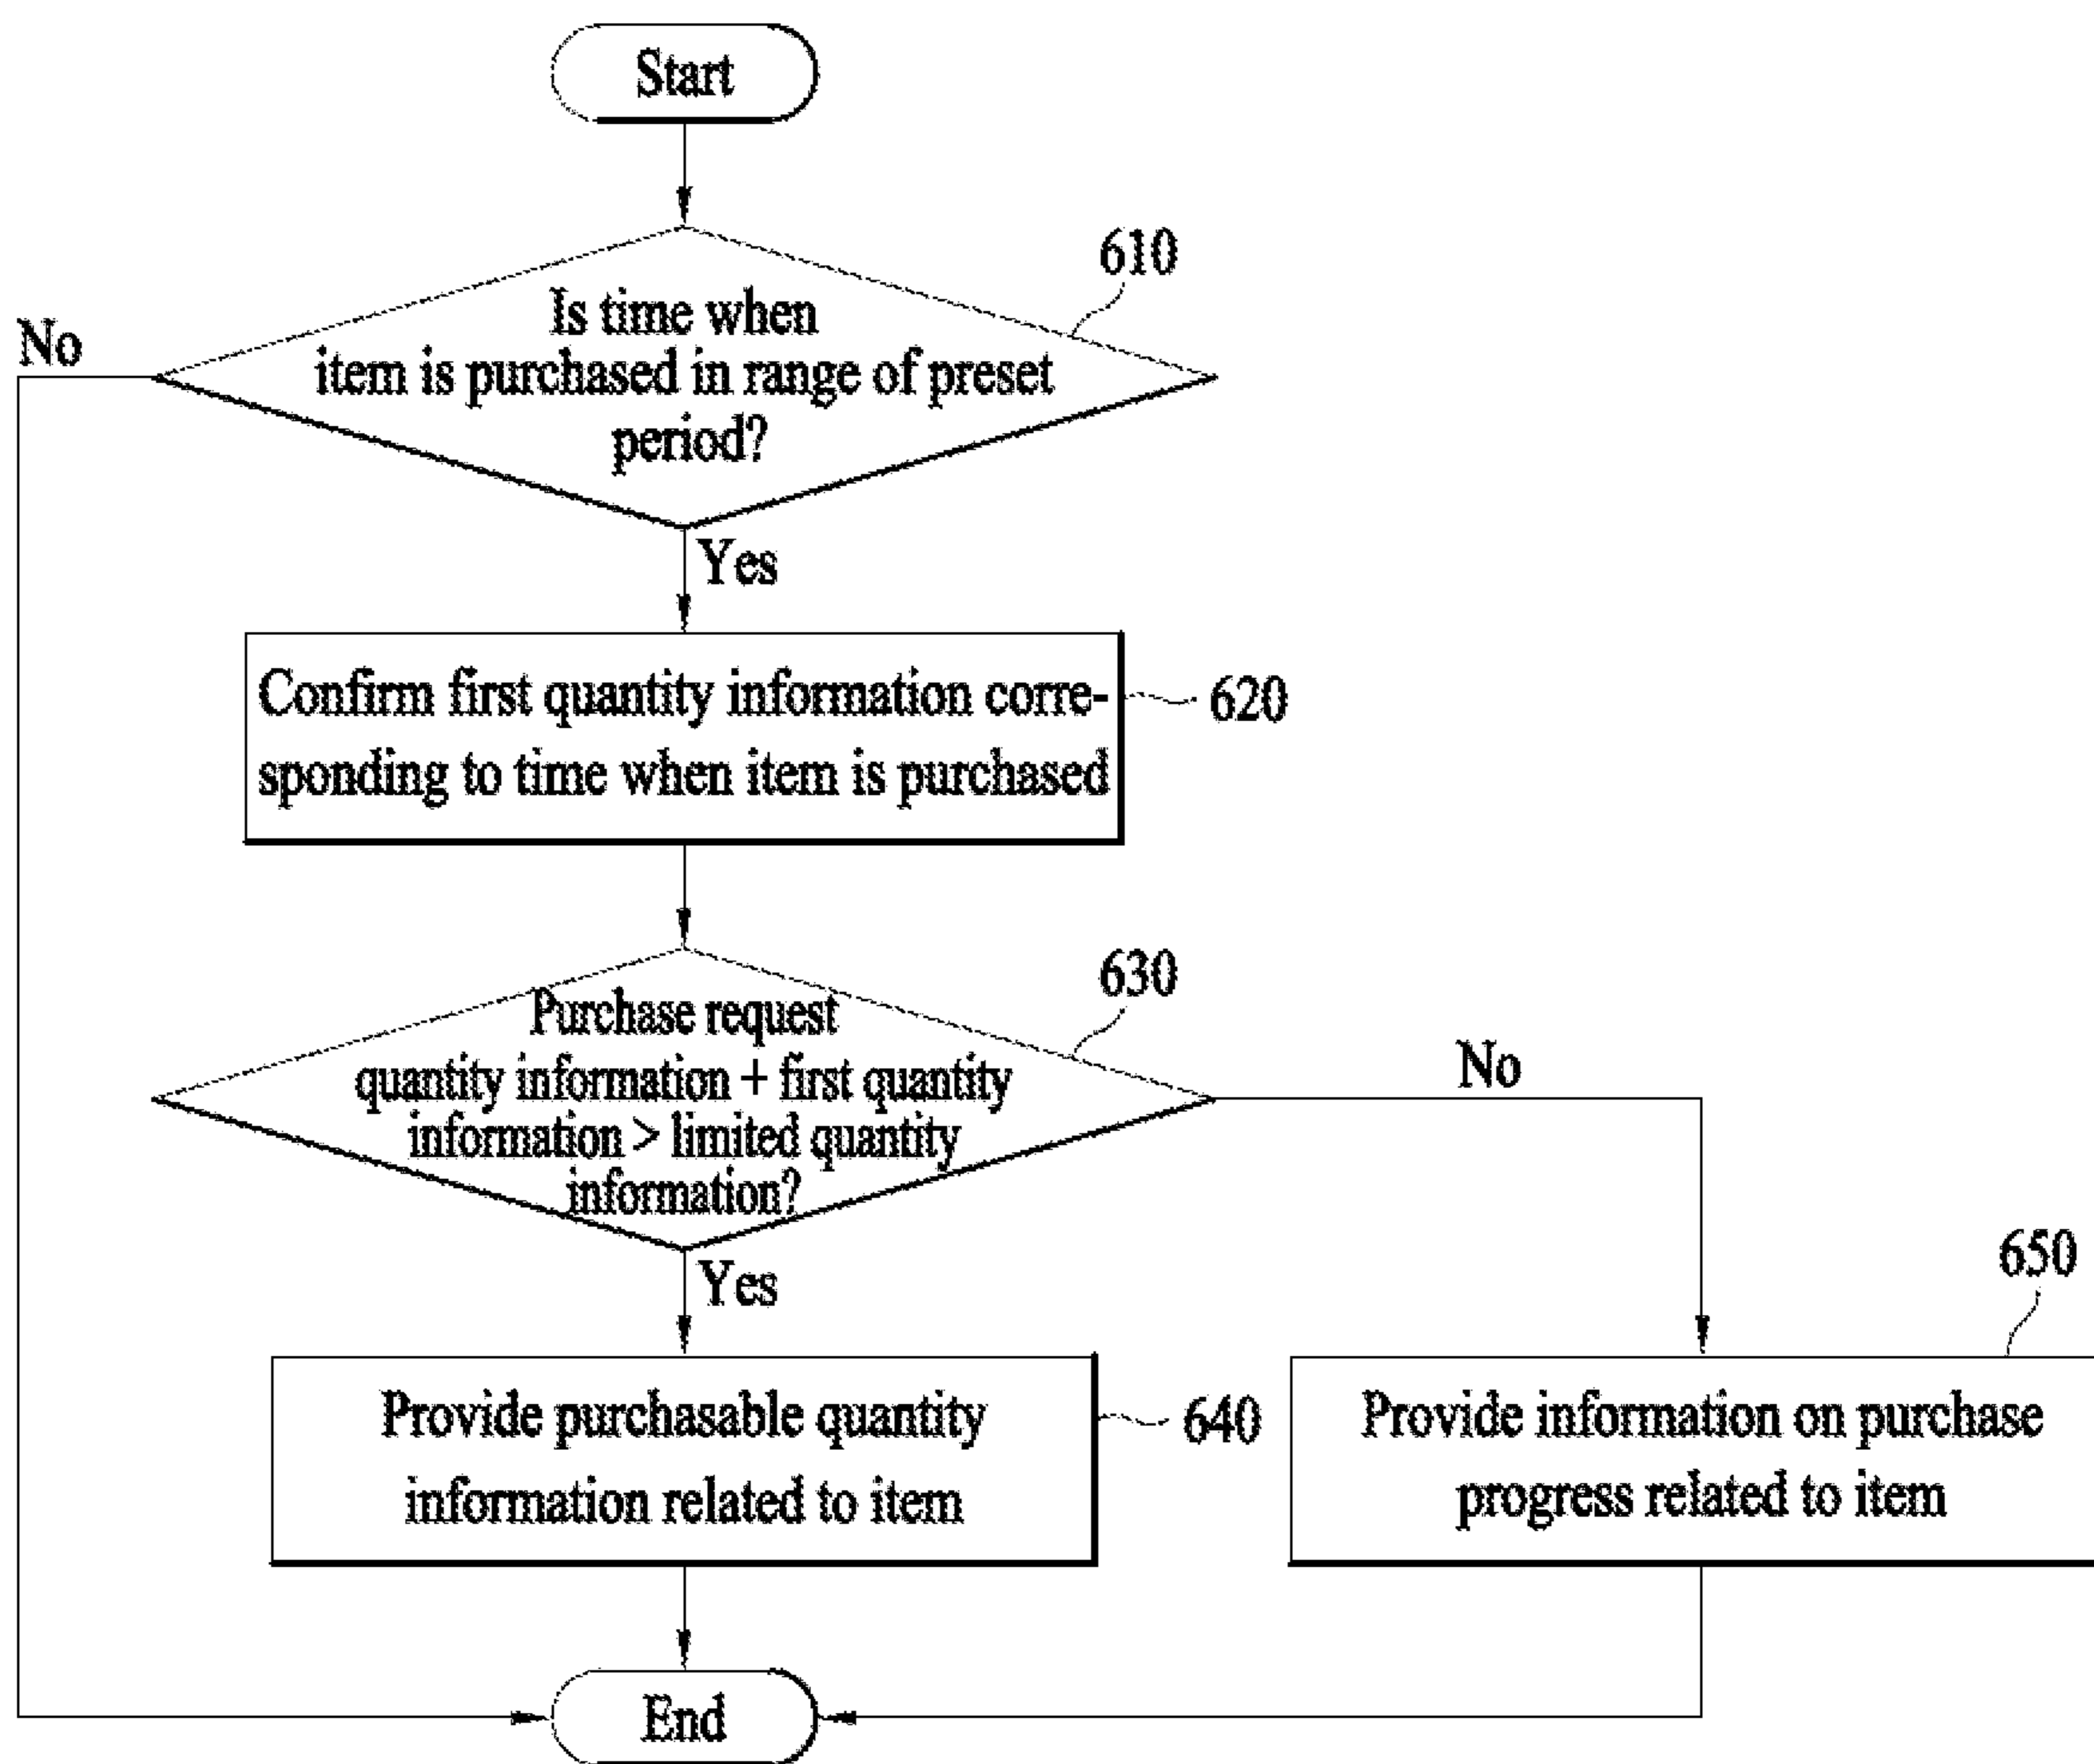 Start
610
Is time when
item is purchased in range of preset
period?
No
Yes
Confirm first quantity information corre-
sponding to time when item is purchased
620
630
Purchase request
quantity information + first quantity
information > limited quantity
information?
No
Yes
650
Provide purchasable quantity
information related to item
640
Provide information on purchase
progress related to item
End